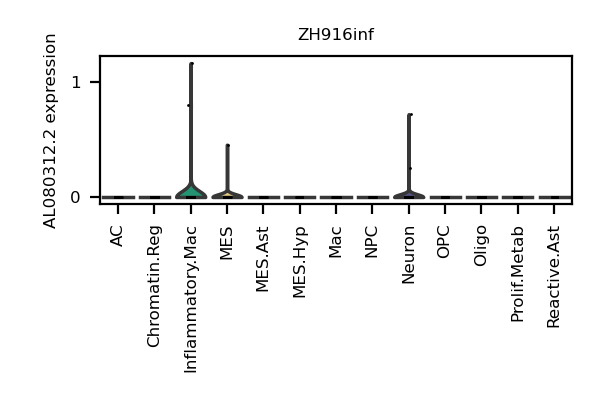 ZH916inf
AL080312.2 expression
1
0
AC
Chromatin.Reg
Inflammatory.Mac
MES
MES.Ast
MES.Hyp
Mac
NPC
Neuron
OPC
Oligo
Prolif.Metab
Reactive.Ast